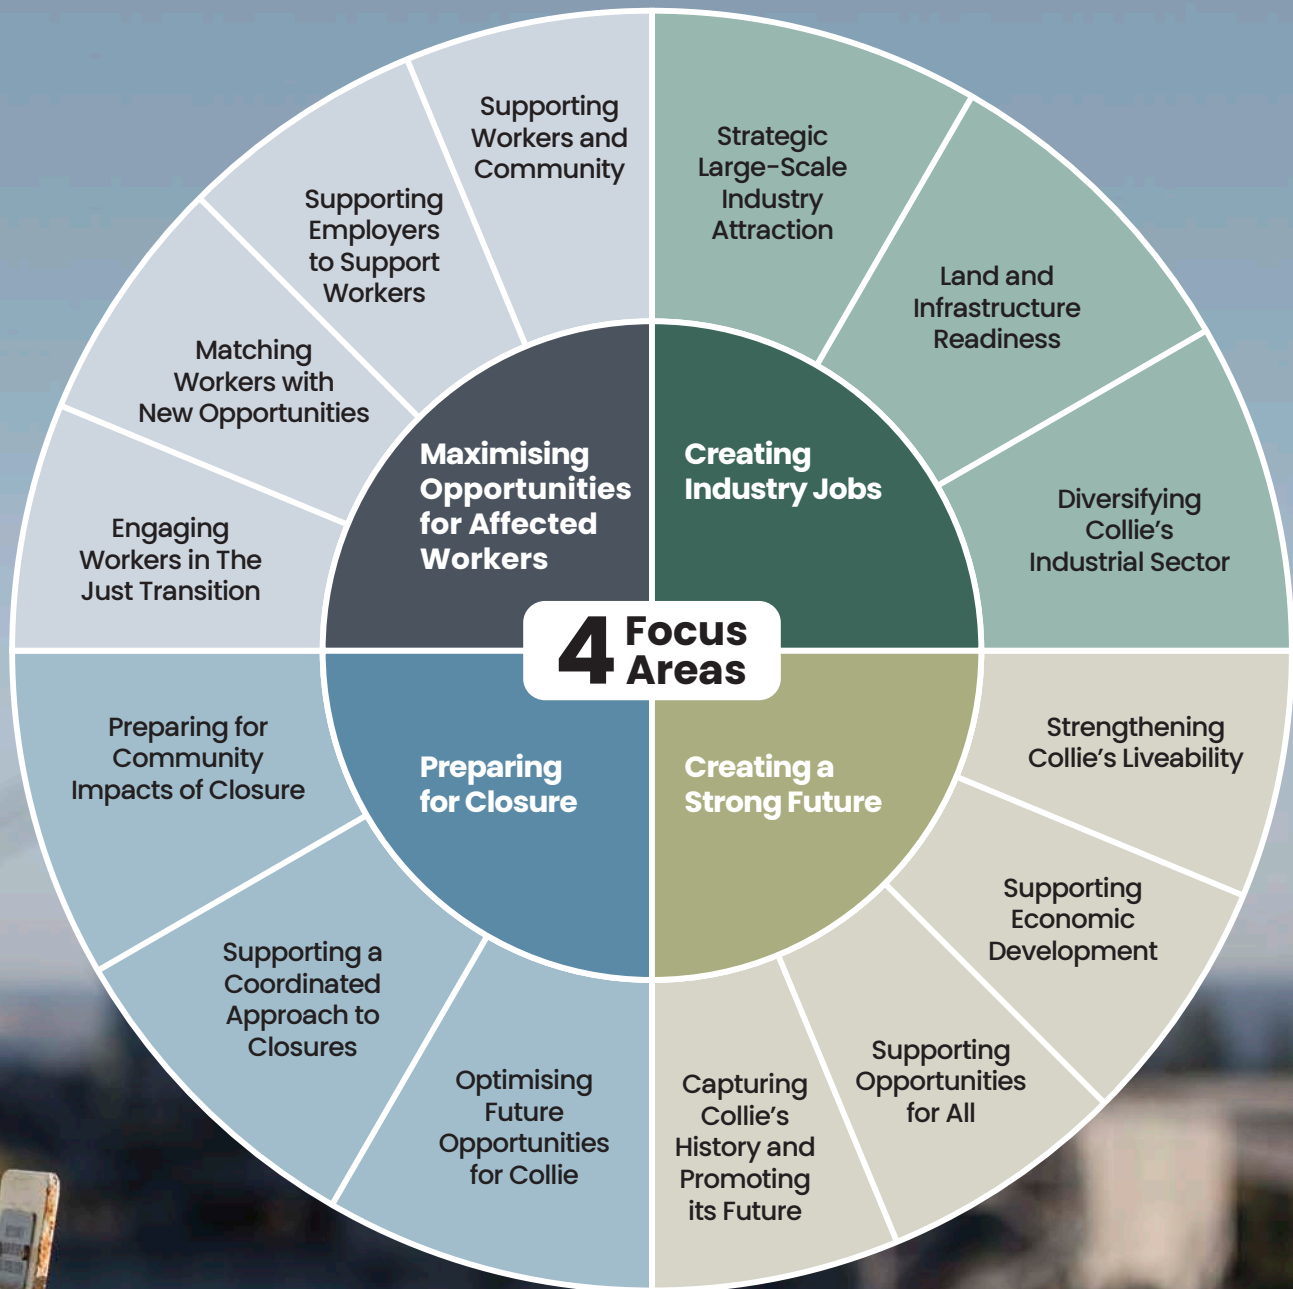 Supporting
Workers and
Community
Strategic
Large-Scale
Industry
Attraction
Supporting
Employers
to Support
Workers
Land and
Infrastructure
Readiness
Matching
Workers with
New Opportunities
Diversifying
Collie's
Industrial Sector
Engaging
Workers in The
Just Transition
Maximising
Opportunities
for Affected
Workers
Creating
Industry Jobs
4 Focus
Areas
Preparing
for Closure
Creating a
Strong Future
Preparing for
Community
Impacts of Closure
Strengthening
Collie's Liveability
Supporting a
Coordinated
Approach to
Closures
Supporting
Economic
Development
Optimising
Future
Opportunities
for Collie
Capturing
Collie's
History and
Promoting
its Future
Supporting
Opportunities
for All